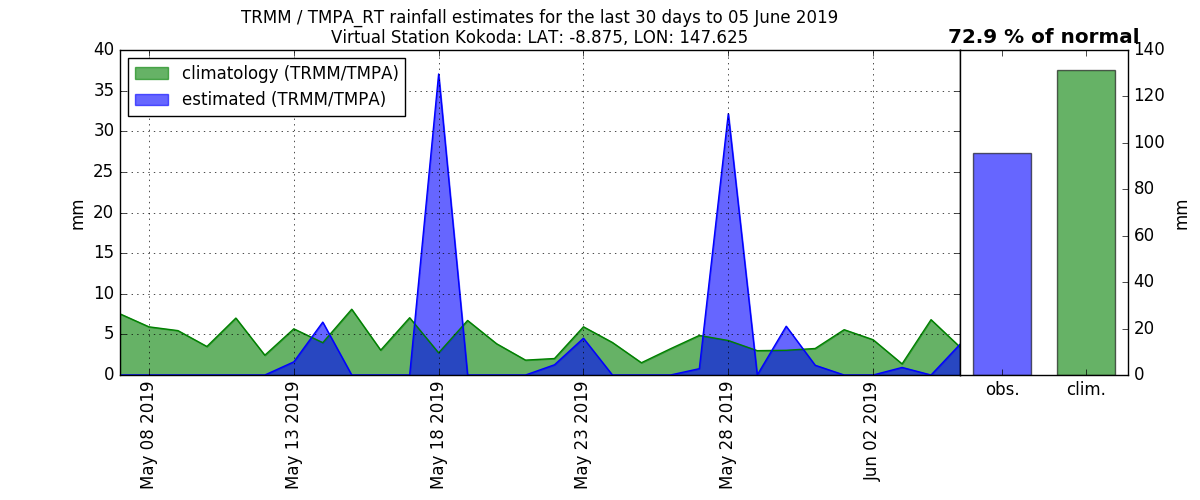 TRMM / TMPA_RT rainfall estimates for the last 30 days to 05 June 2019
Virtual Station Kokoda: LAT: -8.875, LON: 147.625
72.9 % of normal
climatology (TRMM/TMPA)
estimated (TRMM/TMPA)
40
35
30
25
20
15
10
5
0
mm
May 08 2019
May 13 2019
May 18 2019
May 23 2019
May 28 2019
Jun 02 2019
140
120
100
80
60
40
20
0
mm
obs.
clim.